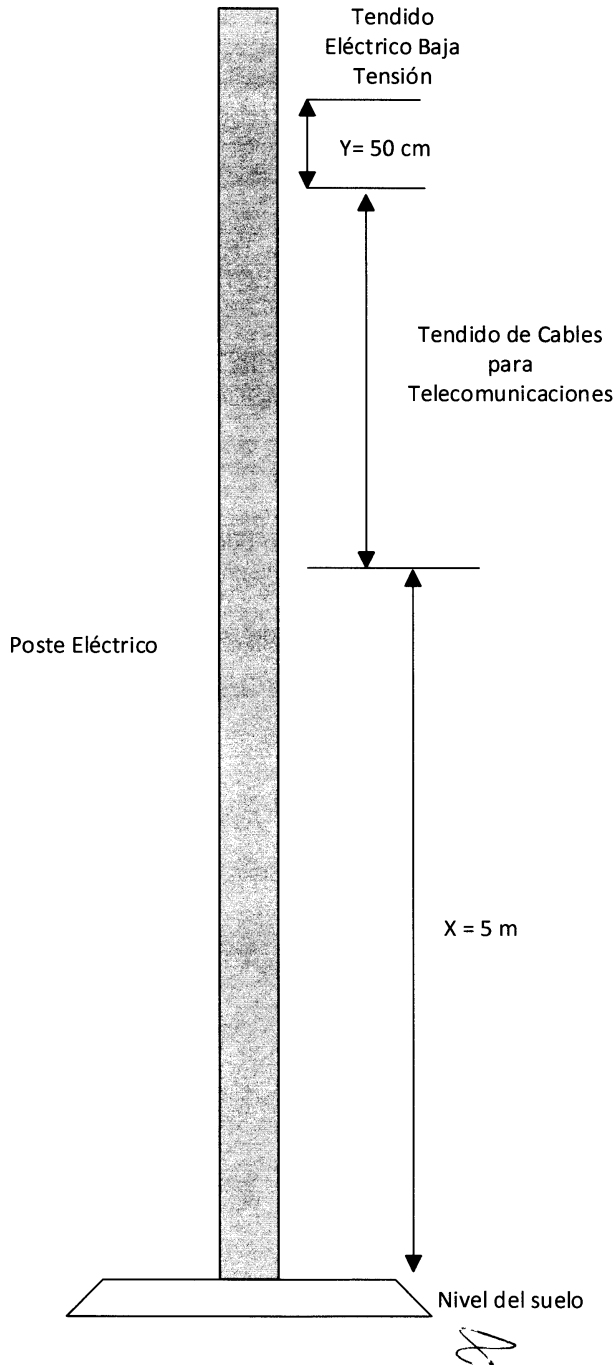 Tendido
Eléctrico Baja
Tensión
Y= 50 cm
Tendido de Cables
para
Telecomunicaciones
Poste Eléctrico
X = 5 m
Nivel del suelo